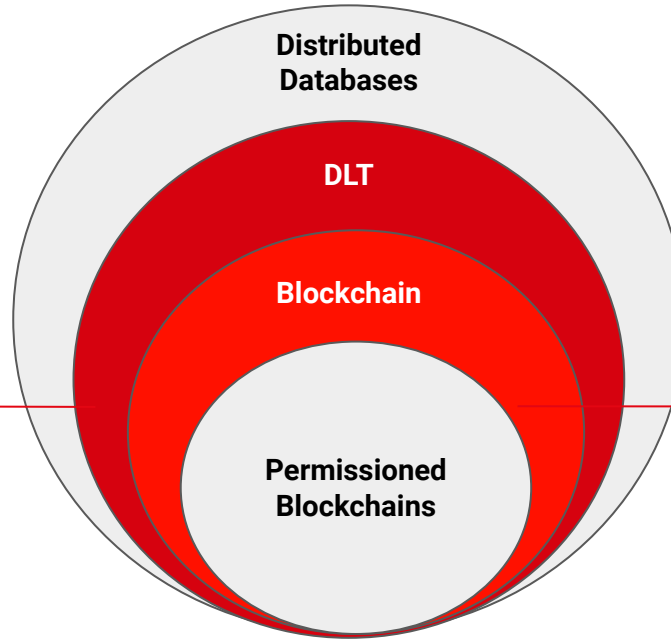 Distributed
Databases
DLT
Blockchain
Permissioned
Blockchains